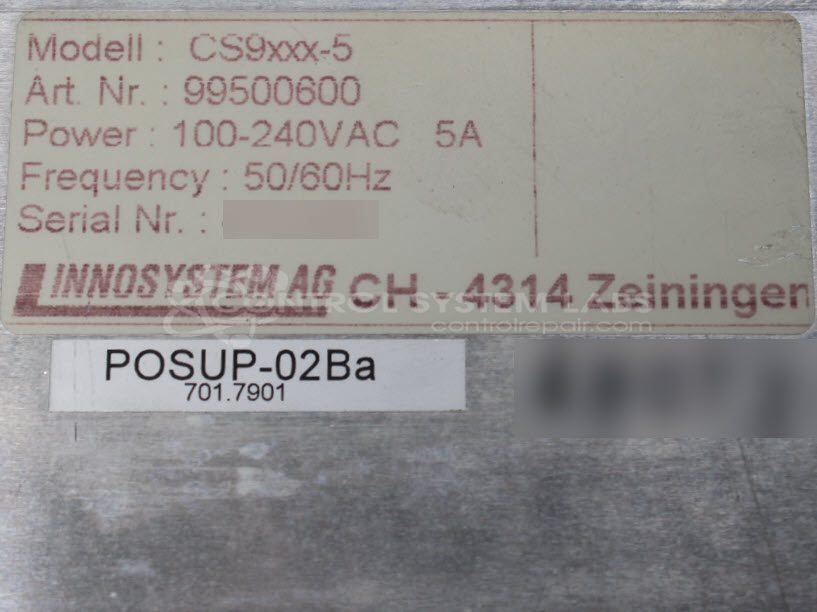 Modell : CS9xxx-5
Art. Nr. : 99500600
Power : 100-240VAC 5A
Frequency : 50/60Hz
Serial Nr. :
INNOSYSTEM AG CH - 4314 Zeiningen
CONTROL SYSTEM LABS
controlrepair.com
POSUP-02Ba
701.7901